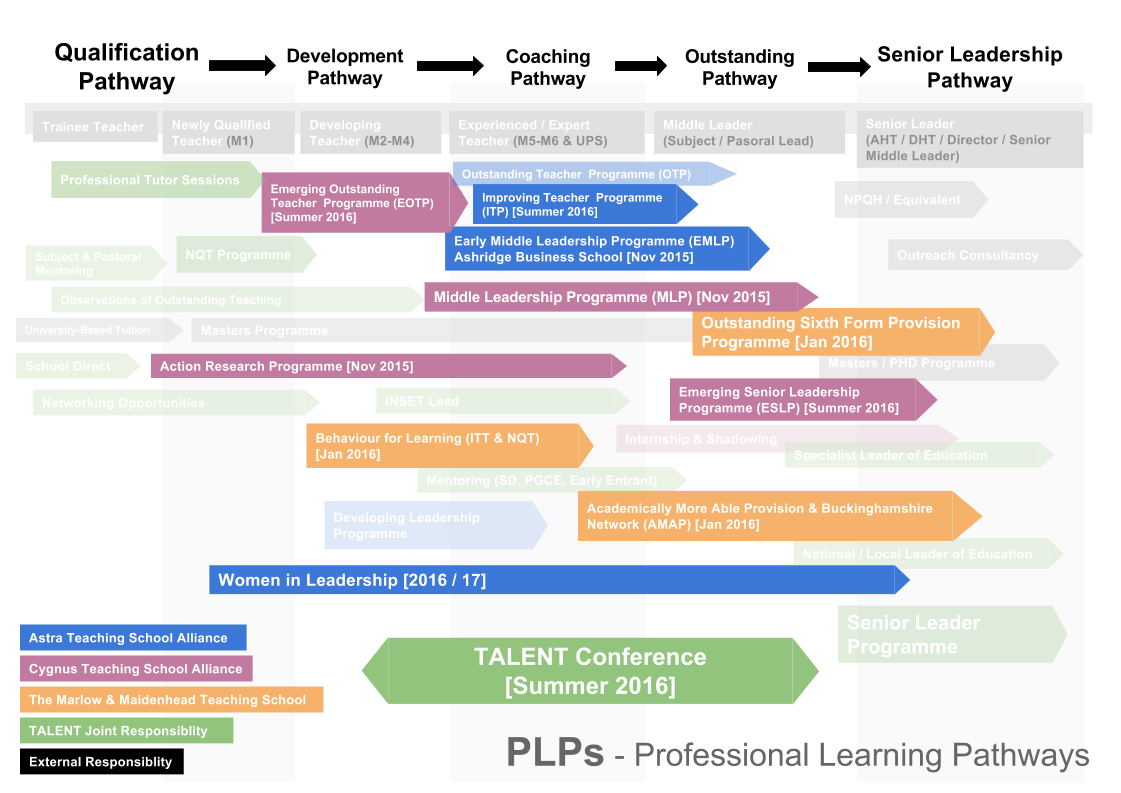 Qualification
Pathway
Development
Pathway
Coaching
Pathway
Outstanding
Pathway
Senior Leadership
Pathway
Trainee Teacher
Newly Qualified
Teacher (M1)
Developing
Teacher (M2-M4)
Experienced / Expert
Teacher (M5-M6 & UPS)
Middle Leader
(Subject / Pasoral Lead)
Senior Leader
(AHT / DHT / Director / Senior
Middle Leader)
Professional Tutor Sessions
Emerging Outstanding
Teacher Programme (EOTP)
[Summer 2016]
Outstanding Teacher Programme (OTP)
Improving Teacher Programme
(ITP) [Summer 2016]
NPQH / Equivalent
Subject & Pastoral
Mentoring
NQT Programme
Early Middle Leadership Programme (EMLP)
Ashridge Business School [Nov 2015]
Outreach Consultancy
Observations of Outstanding Teaching
Middle Leadership Programme (MLP) [Nov 2015]
University-Based Tuition
Masters Programme
Outstanding Sixth Form Provision
Programme [Jan 2016]
School Direct
Action Research Programme [Nov 2015]
Masters / PHD Programme
Networking Opportunities
INSET Lead
Emerging Senior Leadership
Programme (ESLP) [Summer 2016]
Behaviour for Learning (ITT & NQT)
[Jan 2016]
Internship & Shadowing
Specialist Leader of Education
Mentoring (SD, PGCE, Early Entrant)
Developing Leadership
Programme
Academically More Able Provision & Buckinghamshire
Network (AMAP) [Jan 2016]
National / Local Leader of Education
Women in Leadership [2016 / 17]
Senior Leader
Programme
Astra Teaching School Alliance
Cygnus Teaching School Alliance
The Marlow & Maidenhead Teaching School
TALENT Joint Responsiblity
External Responsiblity
TALENT Conference
[Summer 2016]
PLPs - Professional Learning Pathways